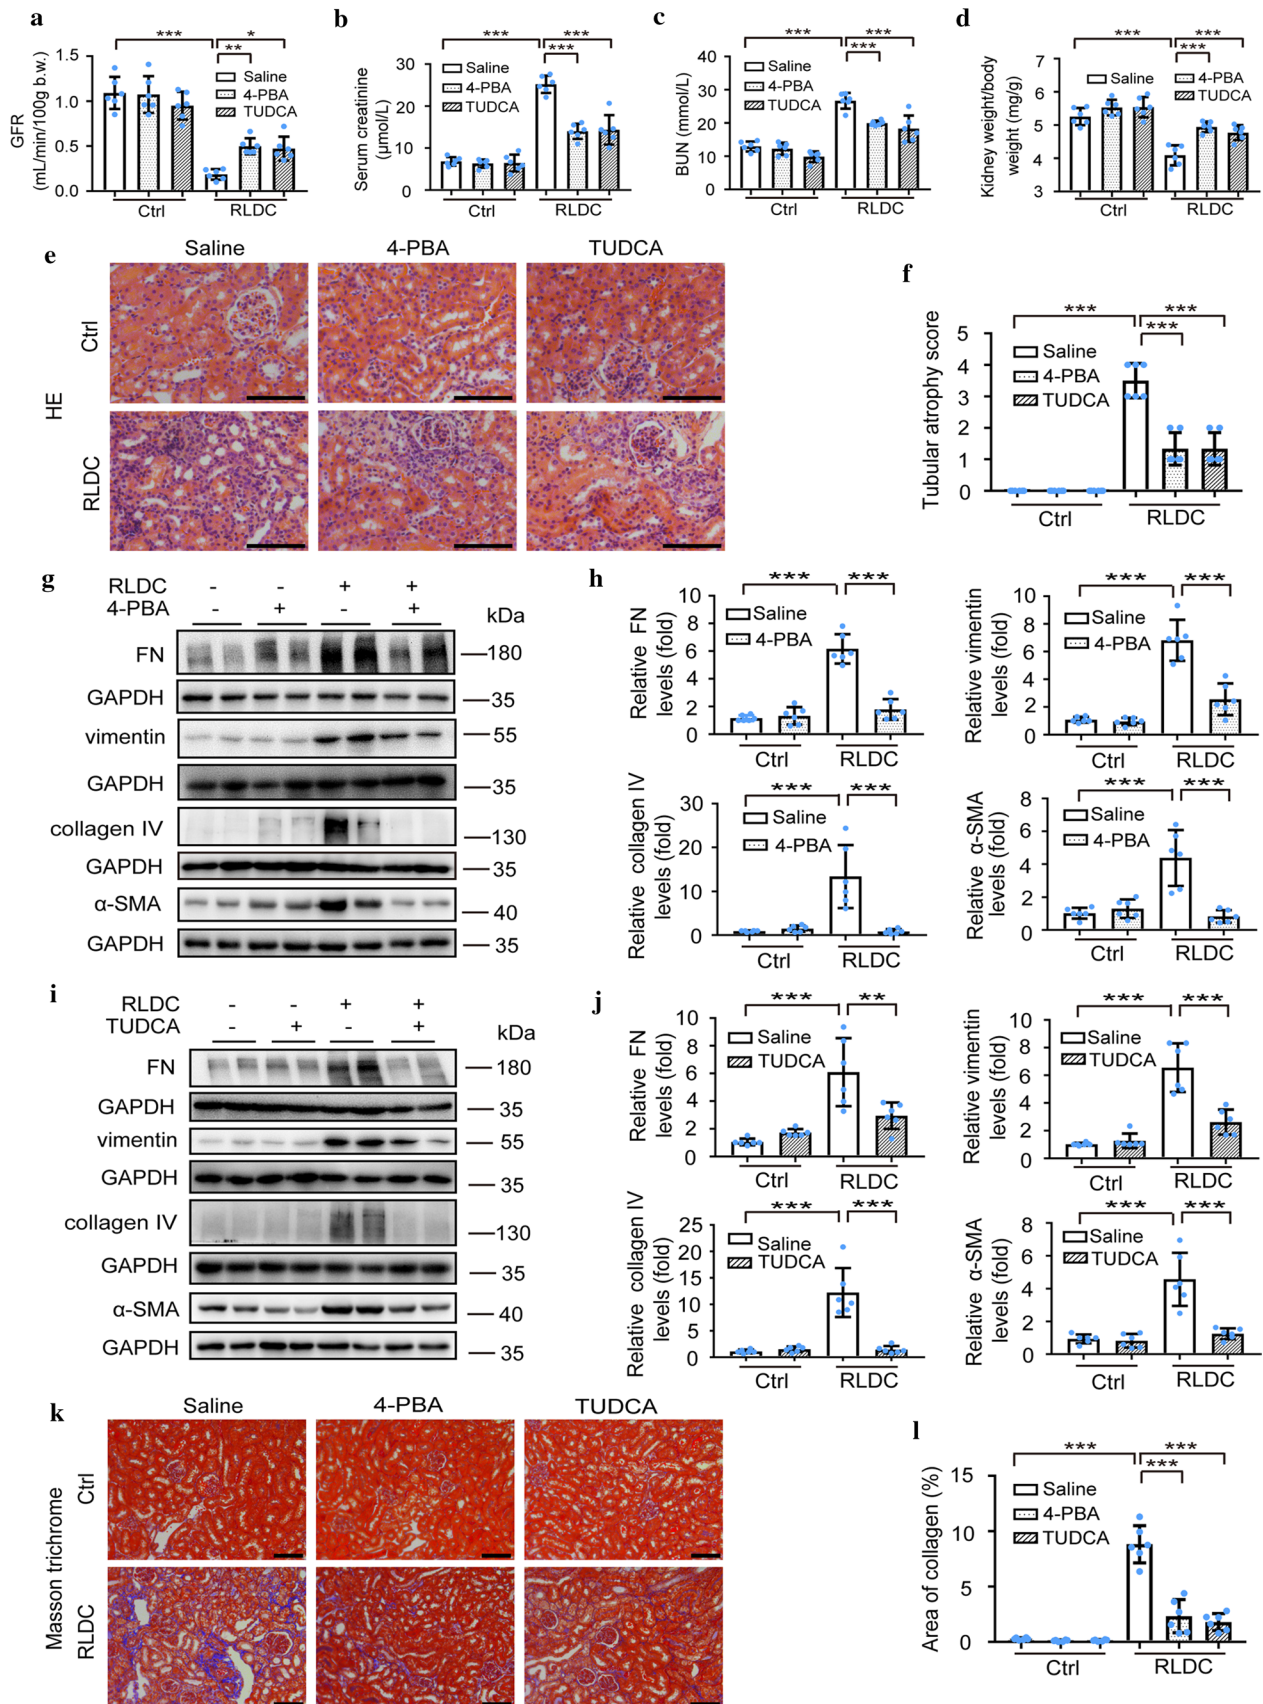 a
GFR
(mL/min/100g b.w.)
1.5
1.0
0.5
0.0
***
**
*
Saline
4-PBA
TUDCA
Ctrl
RLDC
b
Serum creatinine
(μmol/L)
30
20
10
0
***
***
***
Saline
4-PBA
TUDCA
Ctrl
RLDC
c
BUN (mmol/L)
40
30
20
10
0
***
***
***
Saline
4-PBA
TUDCA
Ctrl
RLDC
d
Kidney weight/body
weight (mg/g)
7
6
5
4
3
***
***
***
Saline
4-PBA
TUDCA
Ctrl
RLDC
e
Saline
4-PBA
TUDCA
HE
Ctrl
RLDC
f
Tubular atrophy score
5
4
3
2
1
0
***
***
***
Saline
4-PBA
TUDCA
Ctrl
RLDC
g
RLDC - - + +
4-PBA - + - +
kDa
FN 180
GAPDH 35
vimentin 55
GAPDH 35
collagen IV 130
GAPDH 35
α-SMA 40
GAPDH 35
h
Relative FN
levels (fold)
10
8
6
4
2
0
***
***
Saline
4-PBA
Ctrl
RLDC
Relative vimentin
levels (fold)
10
8
6
4
2
0
***
***
Saline
4-PBA
Ctrl
RLDC
Relative collagen IV
levels (fold)
30
20
10
0
***
***
Saline
4-PBA
Ctrl
RLDC
Relative α-SMA
levels (fold)
8
6
4
2
0
***
***
Saline
4-PBA
Ctrl
RLDC
i
RLDC - - + +
TUDCA - + - +
kDa
FN 180
GAPDH 35
vimentin 55
GAPDH 35
collagen IV 130
GAPDH 35
α-SMA 40
GAPDH 35
j
Relative FN
levels (fold)
10
8
6
4
2
0
***
**
Saline
TUDCA
Ctrl
RLDC
Relative vimentin
levels (fold)
10
8
6
4
2
0
***
***
Saline
TUDCA
Ctrl
RLDC
Relative collagen IV
levels (fold)
25
20
15
10
5
0
***
***
Saline
TUDCA
Ctrl
RLDC
Relative α-SMA
levels (fold)
8
6
4
2
0
***
***
Saline
TUDCA
Ctrl
RLDC
k
Saline
4-PBA
TUDCA
Masson trichrome
Ctrl
RLDC
l
Area of collagen (%)
15
10
5
0
***
***
***
Saline
4-PBA
TUDCA
Ctrl
RLDC